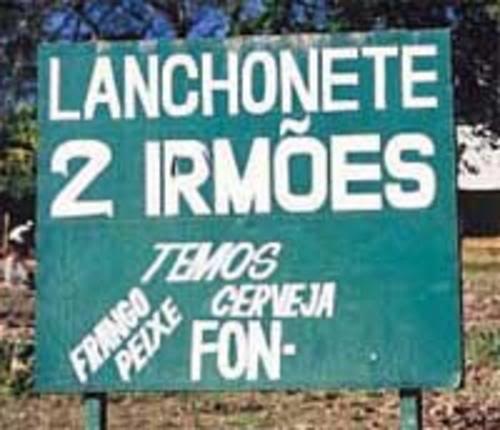 LANCHONETE
2 IRMÕES
TEMOS
FRANGO
PEIXE
CERVEJA
FON-